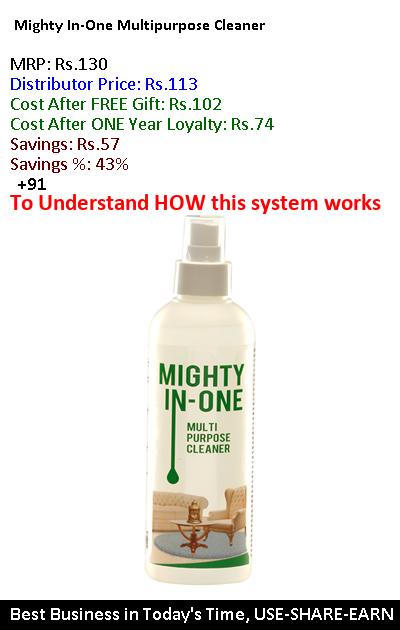 Mighty In-One Multipurpose Cleaner
MRP: Rs.130
Distributor Price: Rs.113
Cost After FREE Gift: Rs.102
Cost After ONE Year Loyalty: Rs.74
Savings: Rs.57
Savings %: 43%
+91
To Understand HOW this system works
MIGHTY
IN-ONE
MULTI
PURPOSE
CLEANER
Best Business in Today's Time, USE-SHARE-EARN